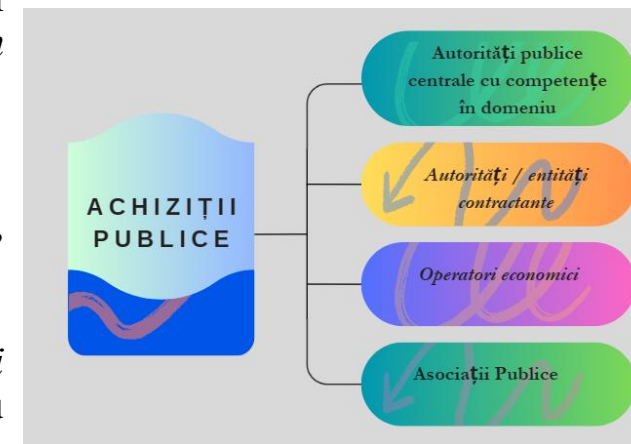 ACHIZIȚII
PUBLICE
Autorități publice
centrale cu competențe
în domeniu
Autorități / entități
contractante
Operatori economici
Asociații Publice